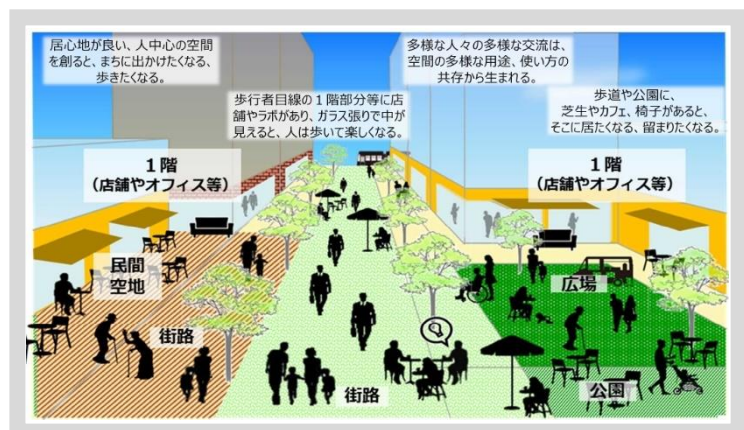 居心地が良い、人中心の空間
を創ると、まちに出かけたくなる、
歩きたくなる。
歩行者目線の１階部分等に店
舗やラボがあり、ガラス張りで中が
見えると、人は歩いて楽しくなる。
多様な人々の多様な交流は、
空間の多様な用途、使い方の
共存から生まれる。
歩道や公園に、
芝生やカフェ、椅子があると、
そこに居たくなる、留まりたくなる。
１階
（店舗やオフィス等）
１階
（店舗やオフィス等）
民間
空地
街路
街路
広場
公園